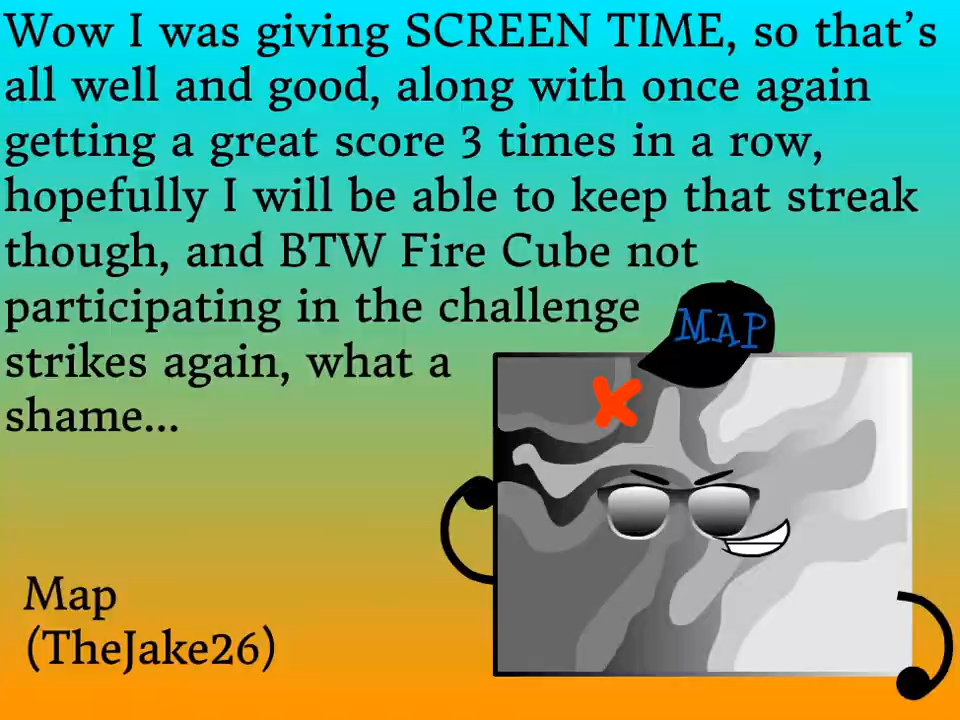 Wow I was giving SCREEN TIME, so that's
all well and good, along with once again
getting a great score 3 times in a row,
hopefully I will be able to keep that streak
though, and BTW Fire Cube not
participating in the challenge
strikes again, what a
shame...
MAP
Map
(TheJake26)